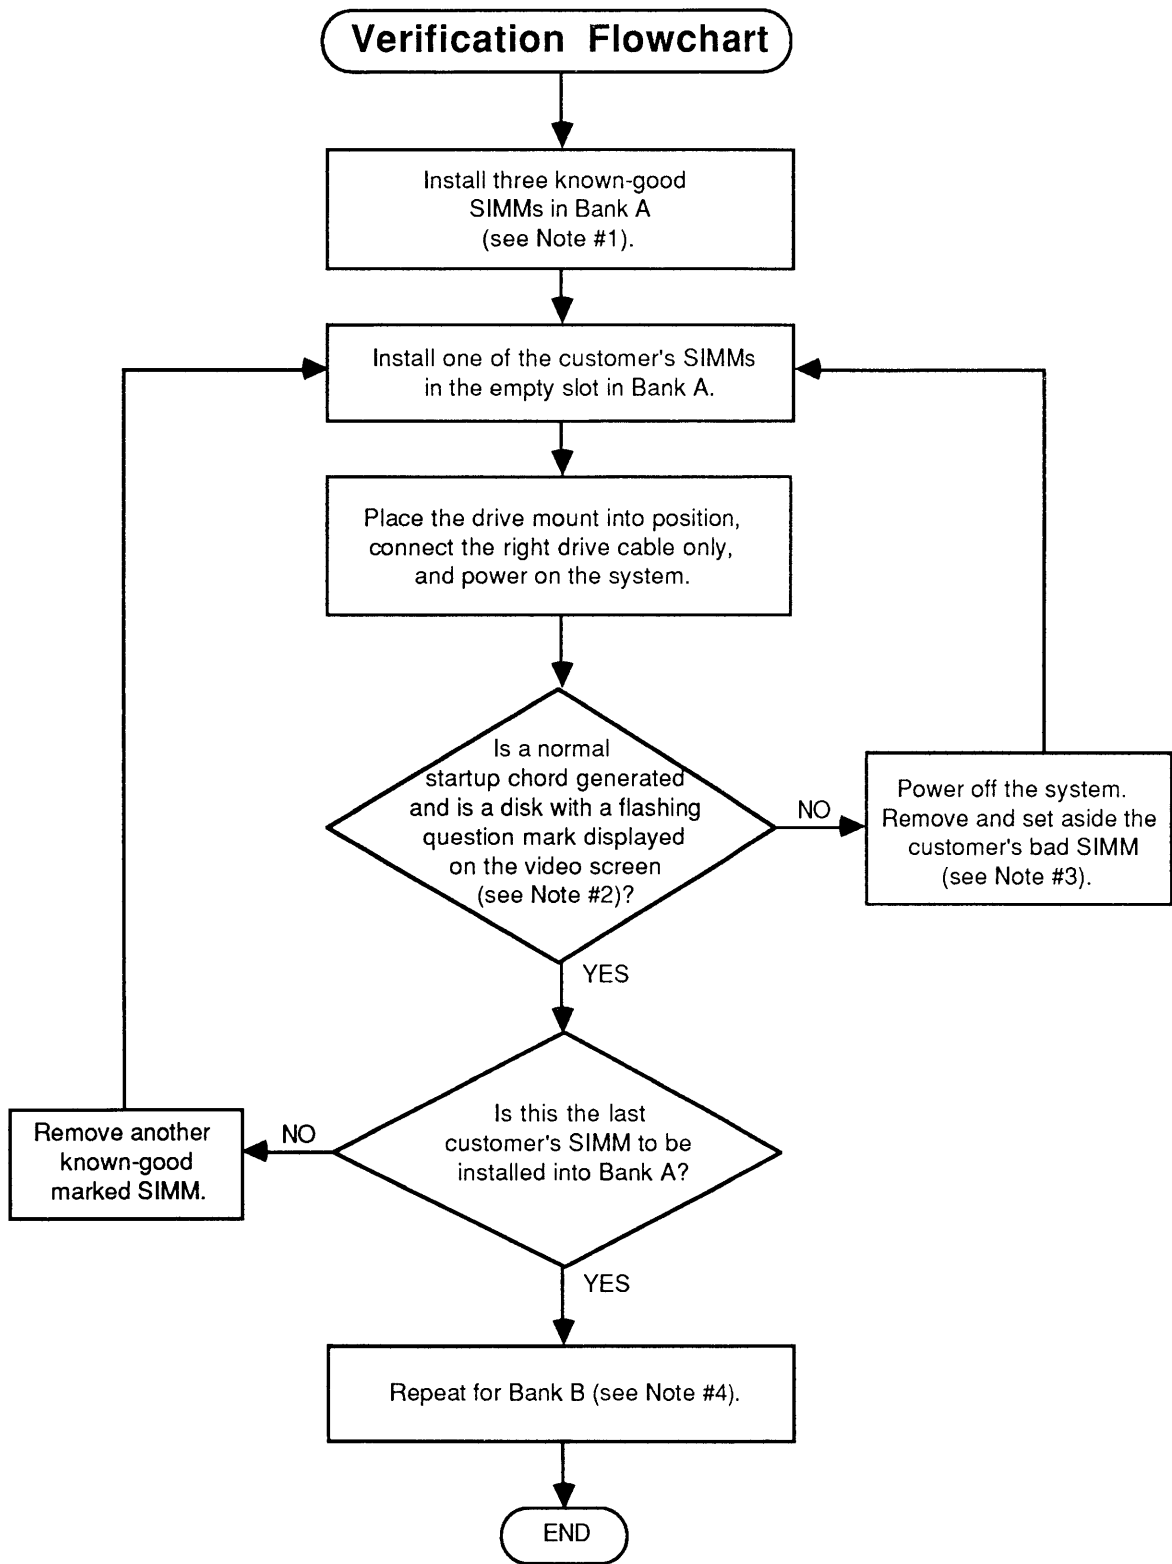 Verification Flowchart
Install three known-good
SIMMs in Bank A
(see Note #1).
Install one of the customer's SIMMs
in the empty slot in Bank A.
Place the drive mount into position,
connect the right drive cable only,
and power on the system.
Is a normal
startup chord generated
and is a disk with a flashing
question mark displayed
on the video screen
(see Note #2)?
NO
Power off the system.
Remove and set aside the
customer's bad SIMM
(see Note #3).
YES
Is this the last
customer's SIMM to be
installed into Bank A?
NO
Remove another
known-good
marked SIMM.
YES
Repeat for Bank B (see Note #4).
END